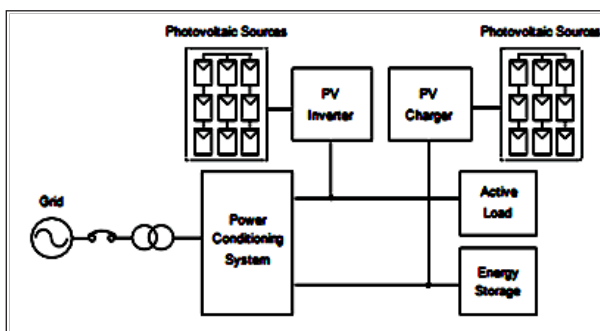 Photovoltaic Sources
Photovoltaic Sources
PV
Inverter
PV
Charger
Grid
Power
Conditioning
System
Active
Load
Energy
Storage